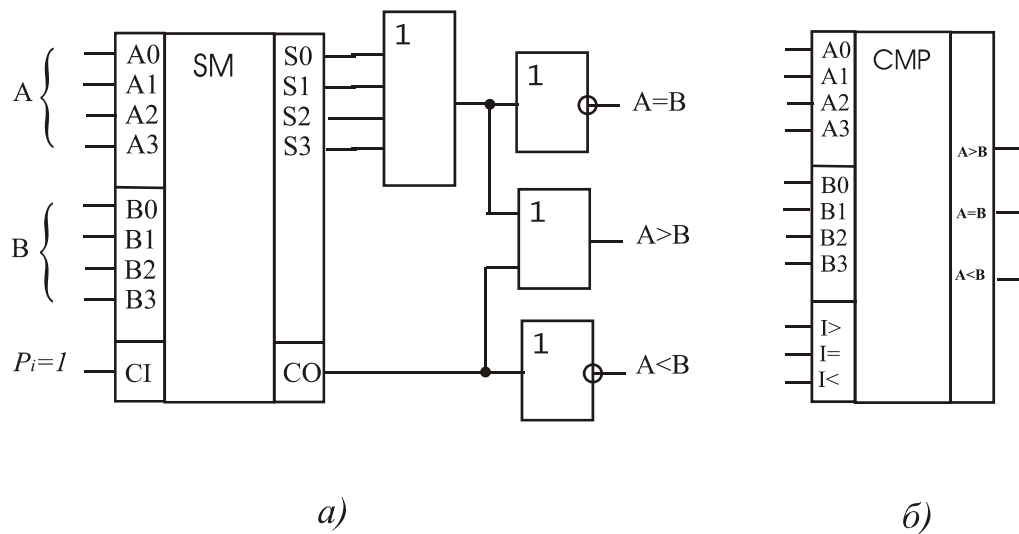 A
A0
A1
A2
A3
B
B0
B1
B2
B3
Pi=1
CI
SM
S0
S1
S2
S3
CO
1
1
A=B
1
A>B
1
A<B
а)
A0
A1
A2
A3
B0
B1
B2
B3
I>
I=
I<
CMP
A>B
A=B
A<B
б)